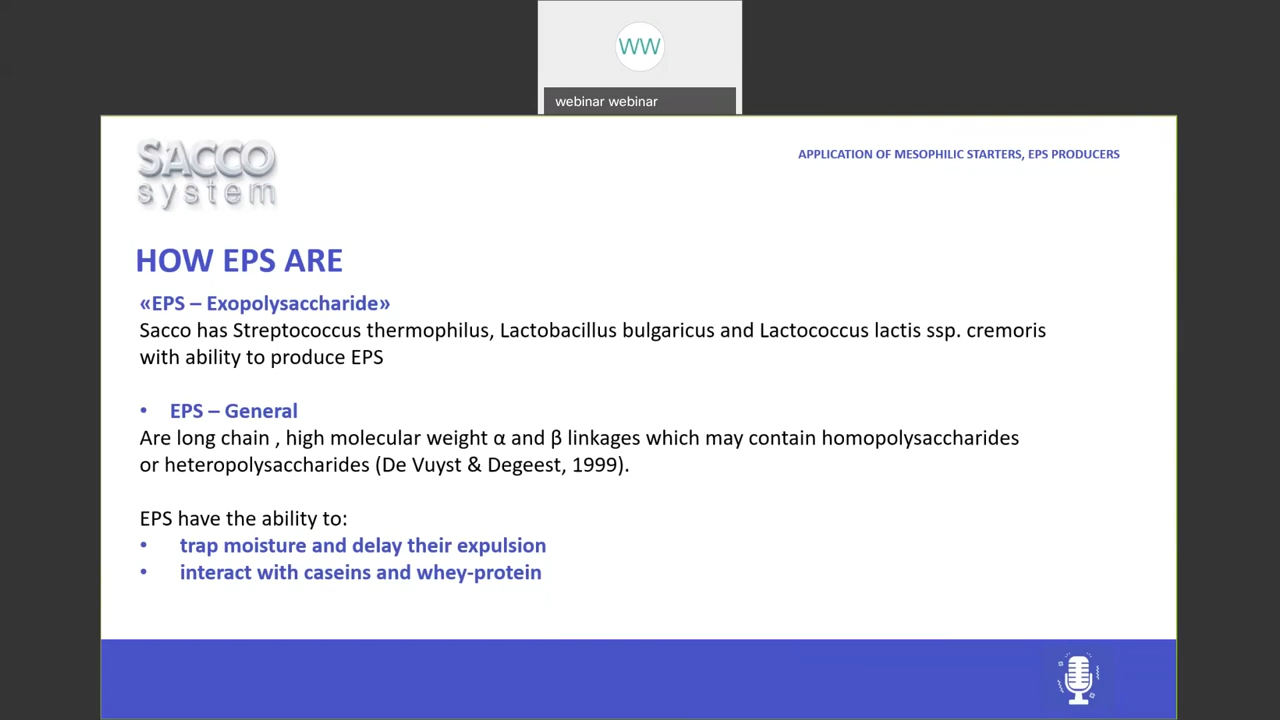 WW
webinar webinar
SACCO
system
APPLICATION OF MESOPHILIC STARTERS, EPS PRODUCERS
HOW EPS ARE
«EPS – Exopolysaccharide»
Sacco has Streptococcus thermophilus, Lactobacillus bulgaricus and Lactococcus lactis ssp. cremoris
with ability to produce EPS
• EPS – General
Are long chain , high molecular weight α and β linkages which may contain homopolysaccharides
or heteropolysaccharides (De Vuyst & Degeest, 1999).
EPS have the ability to:
• trap moisture and delay their expulsion
• interact with caseins and whey-protein